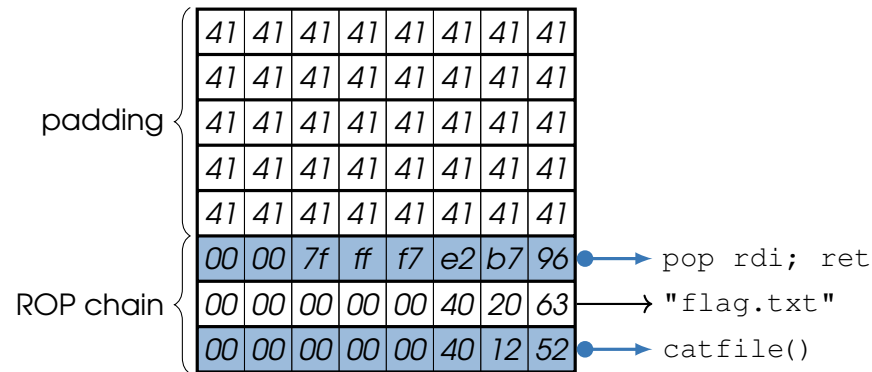 41 41 41 41 41 41 41 41
41 41 41 41 41 41 41 41
padding 41 41 41 41 41 41 41 41
41 41 41 41 41 41 41 41
41 41 41 41 41 41 41 41
00 00 7f ff f7 e2 b7 96 pop rdi; ret
ROP chain 00 00 00 00 00 40 20 63 "flag.txt"
00 00 00 00 00 40 12 52 catfile()